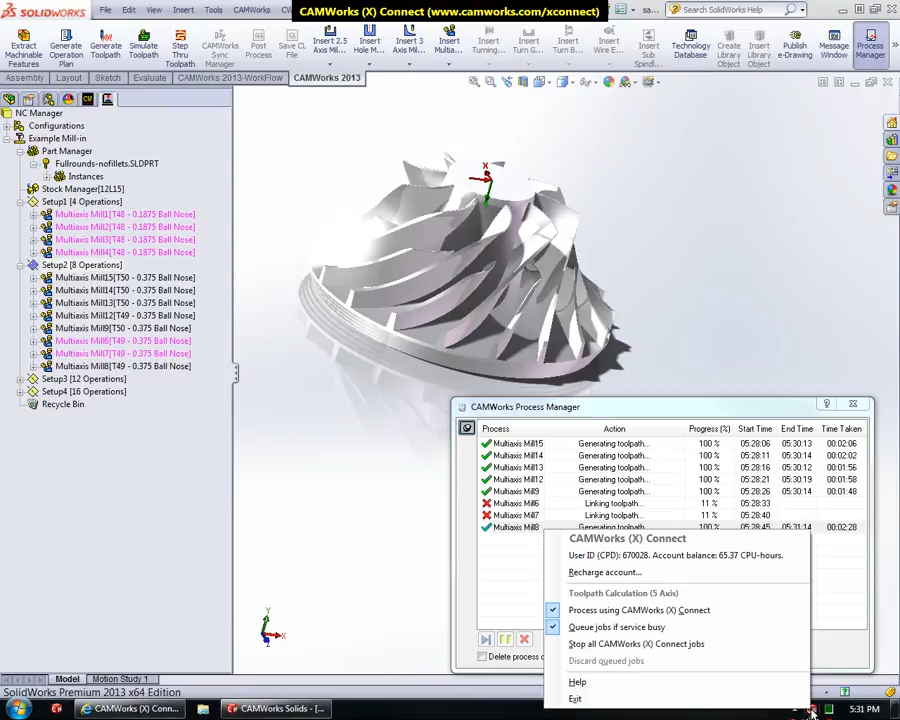 SOLIDWORKS
File Edit View Insert Tools CAMWorks
CAMWorks (X) Connect (www.camworks.com/xconnect)
sa...
Search SolidWorks Help
Extract Machinable Features
Generate Operation Plan
Generate Toolpath
Simulate Toolpath
Step Toolpath
CAMWorks Sync Manager
Post Process
Save CL File
Insert 2.5 Axis Mil...
Insert Hole M...
Insert 3 Axis Mil...
Insert Multia...
Insert Turning...
Insert Turn G...
Insert Turn B...
Insert Wire E...
Insert Sub Spindl...
Technology Database
Create Library Object
Insert Library Object
Publish e-Drawing
Message Window
Process Manager
Assembly Layout Sketch Evaluate CAMWorks 2013-WorkFlow CAMWorks 2013
NC Manager
Configurations
Example Mill-in
Part Manager
Fullrounds-nofillets.SLDPRT
Instances
Stock Manager[12L15]
Setup1 [4 Operations]
Multiaxis Mill1[T48 - 0.1875 Ball Nose]
Multiaxis Mill2[T48 - 0.1875 Ball Nose]
Multiaxis Mill3[T48 - 0.1875 Ball Nose]
Multiaxis Mill4[T48 - 0.1875 Ball Nose]
Setup2 [8 Operations]
Multiaxis Mill15[T50 - 0.375 Ball Nose]
Multiaxis Mill14[T50 - 0.375 Ball Nose]
Multiaxis Mill13[T50 - 0.375 Ball Nose]
Multiaxis Mill12[T49 - 0.375 Ball Nose]
Multiaxis Mill9[T50 - 0.375 Ball Nose]
Multiaxis Mill6[T49 - 0.375 Ball Nose]
Multiaxis Mill7[T49 - 0.375 Ball Nose]
Multiaxis Mill8[T49 - 0.375 Ball Nose]
Setup3 [12 Operations]
Setup4 [16 Operations]
Recycle Bin
X
Y
X
Z
CAMWorks Process Manager
Process Action Progress (%) Start Time End Time Time Taken
Multiaxis Mill15 Generating toolpath... 100 % 05:28:06 05:30:13 00:02:06
Multiaxis Mill14 Generating toolpath... 100 % 05:28:11 05:30:14 00:02:02
Multiaxis Mill13 Generating toolpath... 100 % 05:28:16 05:30:12 00:01:56
Multiaxis Mill12 Generating toolpath... 100 % 05:28:21 05:30:19 00:01:58
Multiaxis Mill9 Generating toolpath... 100 % 05:28:26 05:30:14 00:01:48
Multiaxis Mill6 Linking toolpath... 11 % 05:28:33
Multiaxis Mill7 Linking toolpath... 11 % 05:28:40
Multiaxis Mill8 Generating toolpath... 100 % 05:28:45 05:31:14 00:02:28
Delete process
CAMWorks (X) Connect
User ID (CPD): 670028. Account balance: 65.37 CPU-hours.
Recharge account...
Toolpath Calculation (5 Axis)
Process using CAMWorks (X) Connect
Queue jobs if service busy
Stop all CAMWorks (X) Connect jobs
Discard queued jobs
Help
Exit
Model Motion Study 1
SolidWorks Premium 2013 x64 Edition
CAMWorks (X) Conn...
CAMWorks Solids - [...
5:31 PM